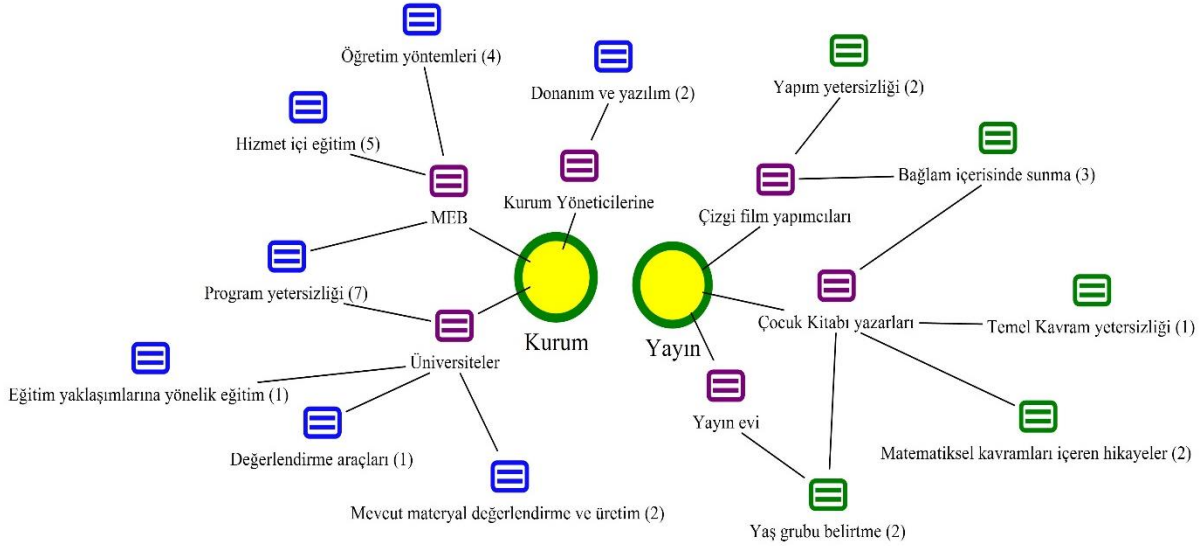 Öğretim yöntemleri (4)
Donanım ve yazılım (2)
Yapım yetersizliği (2)
Hizmet içi eğitim (5)
Bağlam içerisinde sunma (3)
Kurum Yöneticilerine
MEB
Çizgi film yapımcıları
Program yetersizliği (7)
Kurum
Yayın
Çocuk Kitabı yazarları
Temel Kavram yetersizliği (1)
Üniversiteler
Eğitim yaklaşımlarına yönelik eğitim (1)
Yayın evi
Değerlendirme araçları (1)
Matematiksel kavramları içeren hikayeler (2)
Mevcut materyal değerlendirme ve üretim (2)
Yaş grubu belirtme (2)